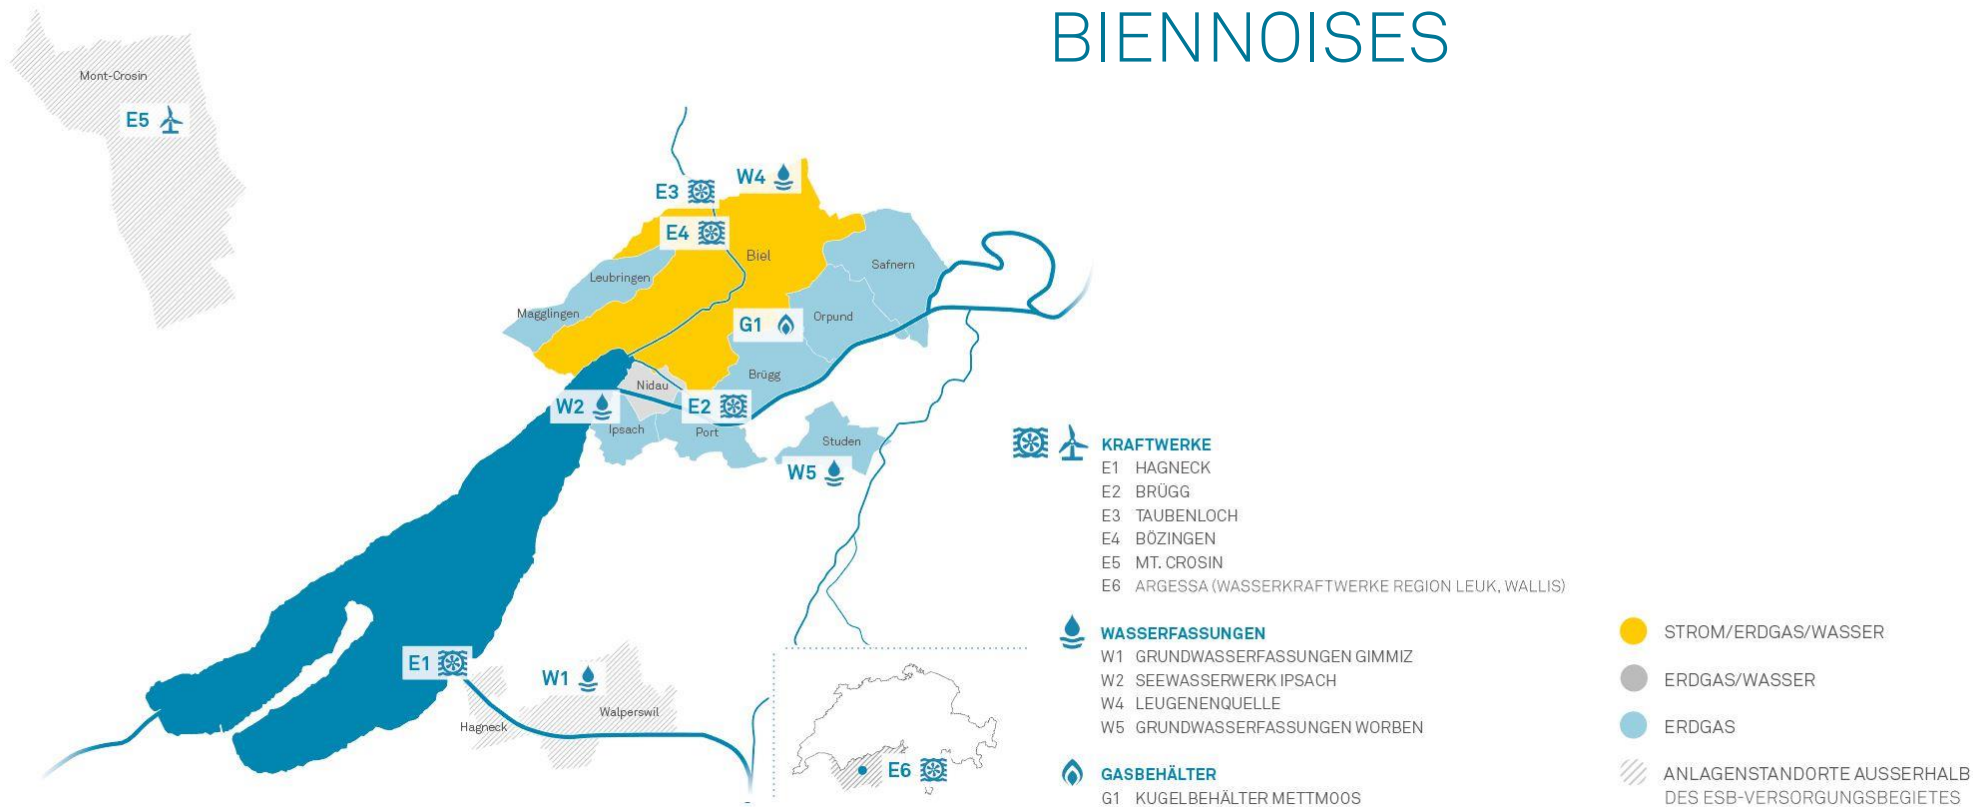 BIENNOISES
Mont-Crosin
E5
E3
W4
E4
Biel
Leubringen
Safnern
Magglingen
G1
Orpund
Brügg
Nidau
W2
E2
Ipsach
Port
Studen
W5
E1
W1
Hagneck
Walperswil
E6
KRAFTWERKE
E1 HAGNECK
E2 BRÜGG
E3 TAUBENLOCH
E4 BÖZINGEN
E5 MT. CROSIN
E6 ARGESSA (WASSERKRAFTWERKE REGION LEUK, WALLIS)
WASSERFASSUNGEN
W1 GRUNDWASSERFASSUNGEN GIMMIZ
W2 SEEWASSERWERK IPSACH
W4 LEUGENENQUELLE
W5 GRUNDWASSERFASSUNGEN WORBEN
GASBEHÄLTER
G1 KUGELBEHÄLTER METTMOOS
STROM/ERDGAS/WASSER
ERDGAS/WASSER
ERDGAS
ANLAGENSTANDORTE AUSSERHALB
DES ESB-VERSORGUNGSBEGIETES